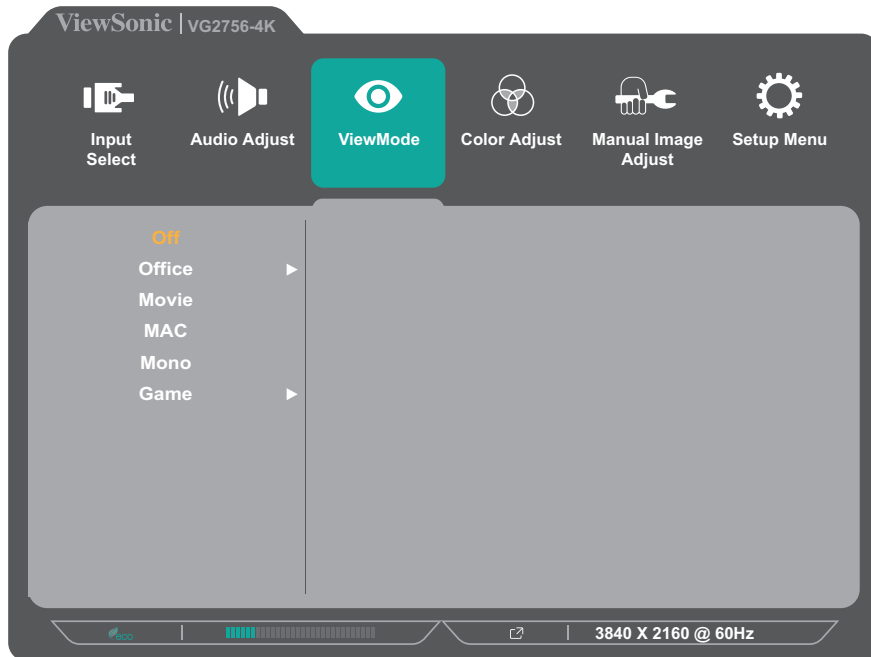 ViewSonic | VG2756-4K
Input Select
Audio Adjust
ViewMode
Color Adjust
Manual Image Adjust
Setup Menu
Off
Office
Movie
MAC
Mono
Game
eco
3840 X 2160 @ 60Hz